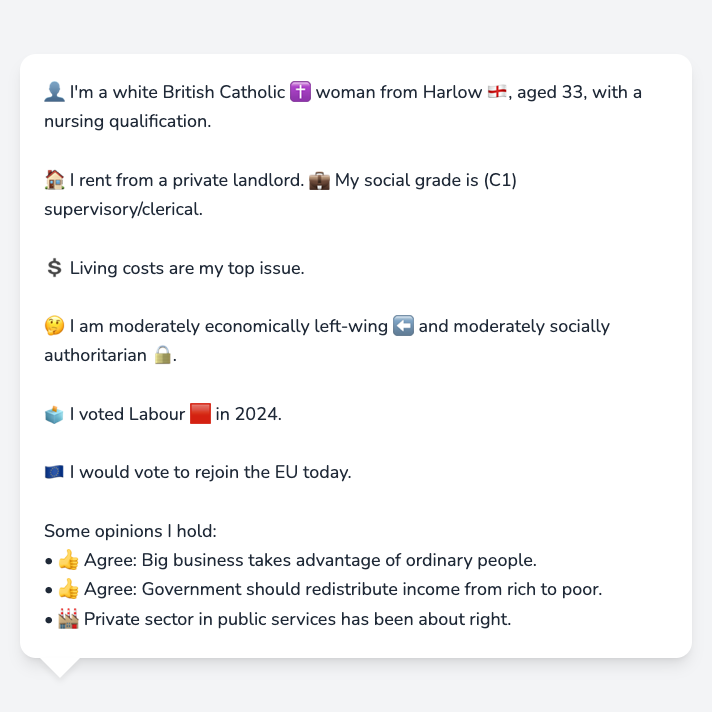 👤 I'm a white British Catholic ✝️ woman from Harlow 🏴󠁧󠁢󠁥󠁮󠁧󠁿, aged 33, with a
nursing qualification.
🏠 I rent from a private landlord. 💼 My social grade is (C1)
supervisory/clerical.
💲 Living costs are my top issue.
🤔 I am moderately economically left-wing ⬅️ and moderately socially
authoritarian 🔒.
🗳️ I voted Labour 🟥 in 2024.
🇪🇺 I would vote to rejoin the EU today.
Some opinions I hold:
• 👍 Agree: Big business takes advantage of ordinary people.
• 👍 Agree: Government should redistribute income from rich to poor.
• 🏭 Private sector in public services has been about right.